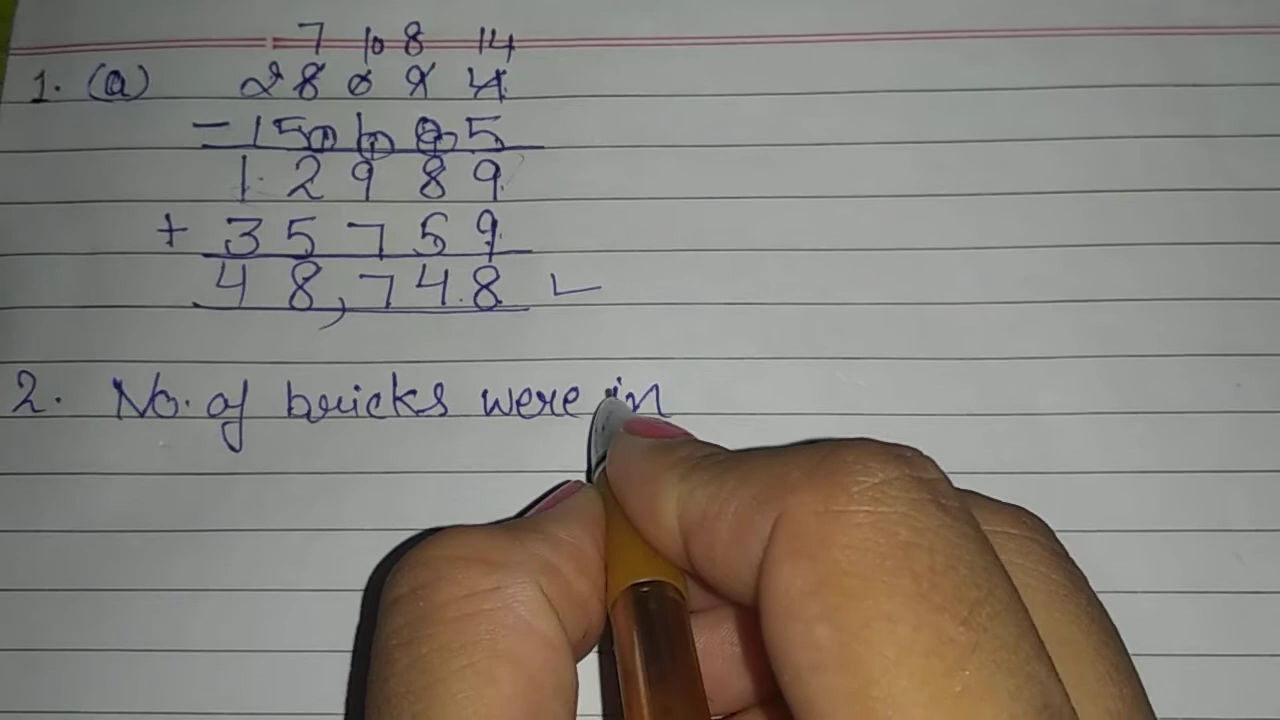 7 10 8 14
1. (a) 2 8 0 9 4
- 1 5 1 0 5
1 2 9 8 9
+ 3 5 7 5 9
4 8, 7 4 8
2. No. of bricks were in